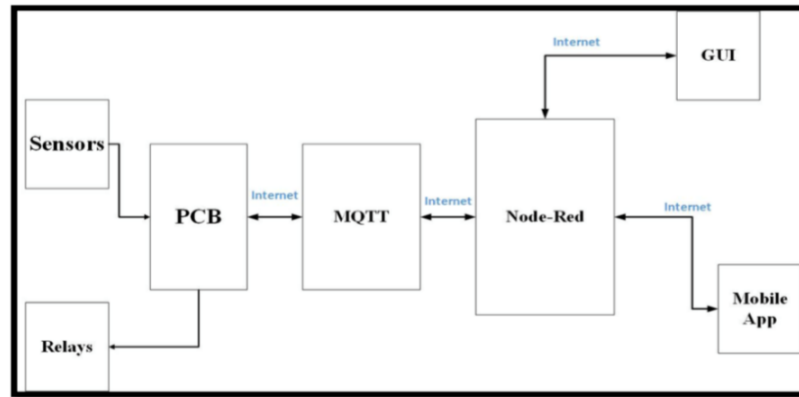 Internet
GUI
Sensors
PCB
Internet
MQTT
Internet
Node-Red
Internet
Mobile
App
Relays